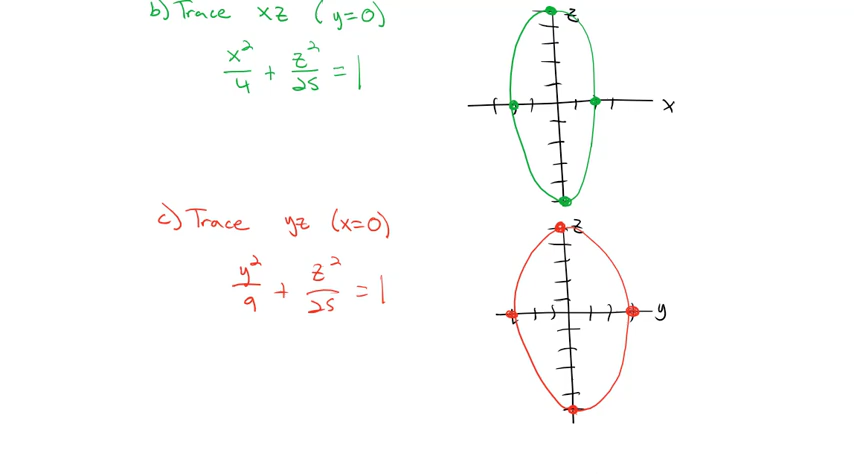 b) Trace xz (y=0)
z
x²/4 + z²/25 = 1
x
c) Trace yz (x=0)
z
y²/9 + z²/25 = 1
y